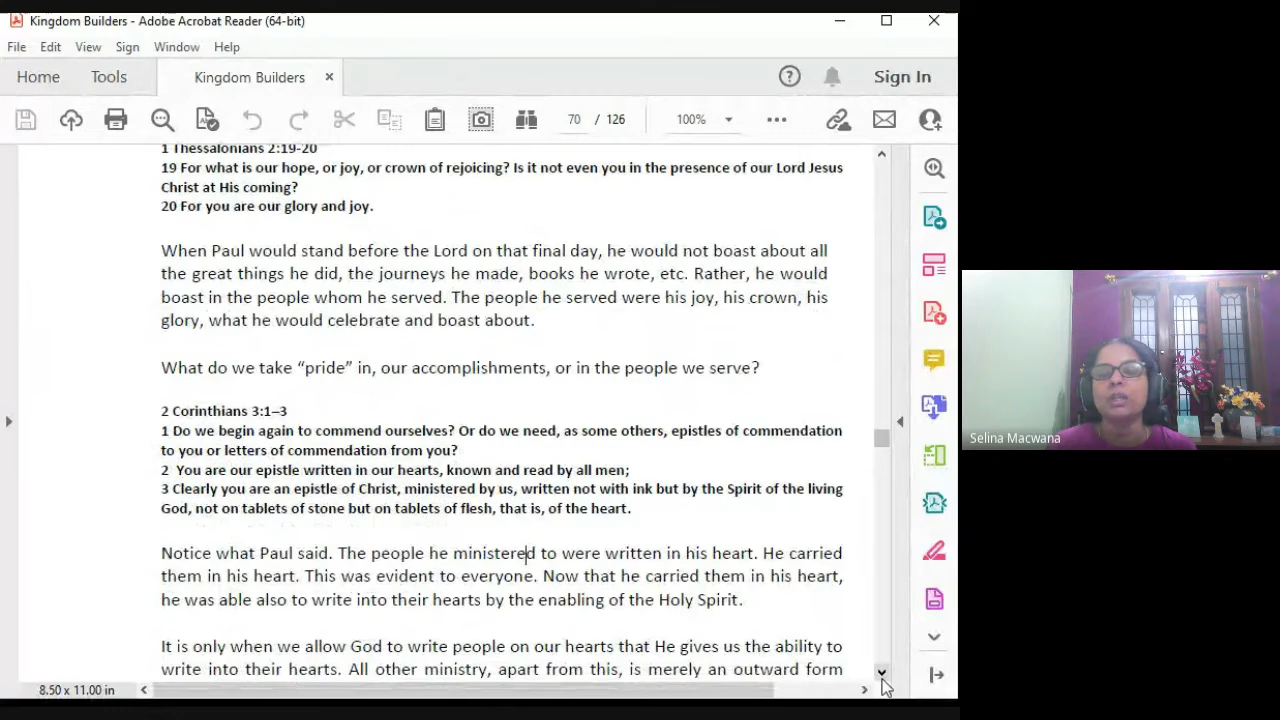 Kingdom Builders - Adobe Acrobat Reader (64-bit)
File Edit View Sign Window Help
Home Tools Kingdom Builders × Sign In
70 / 126 100%
1 Thessalonians 2:19-20
19 For what is our hope, or joy, or crown of rejoicing? Is it not even you in the presence of our Lord Jesus
Christ at His coming?
20 For you are our glory and joy.
When Paul would stand before the Lord on that final day, he would not boast about all
the great things he did, the journeys he made, books he wrote, etc. Rather, he would
boast in the people whom he served. The people he served were his joy, his crown, his
glory, what he would celebrate and boast about.
What do we take “pride” in, our accomplishments, or in the people we serve?
2 Corinthians 3:1–3
1 Do we begin again to commend ourselves? Or do we need, as some others, epistles of commendation
to you or letters of commendation from you?
2 You are our epistle written in our hearts, known and read by all men;
3 Clearly you are an epistle of Christ, ministered by us, written not with ink but by the Spirit of the living
God, not on tablets of stone but on tablets of flesh, that is, of the heart.
Notice what Paul said. The people he ministered to were written in his heart. He carried
them in his heart. This was evident to everyone. Now that he carried them in his heart,
he was able also to write into their hearts by the enabling of the Holy Spirit.
It is only when we allow God to write people on our hearts that He gives us the ability to
write into their hearts. All other ministry, apart from this, is merely an outward form
8.50 x 11.00 in
Selina Macwana